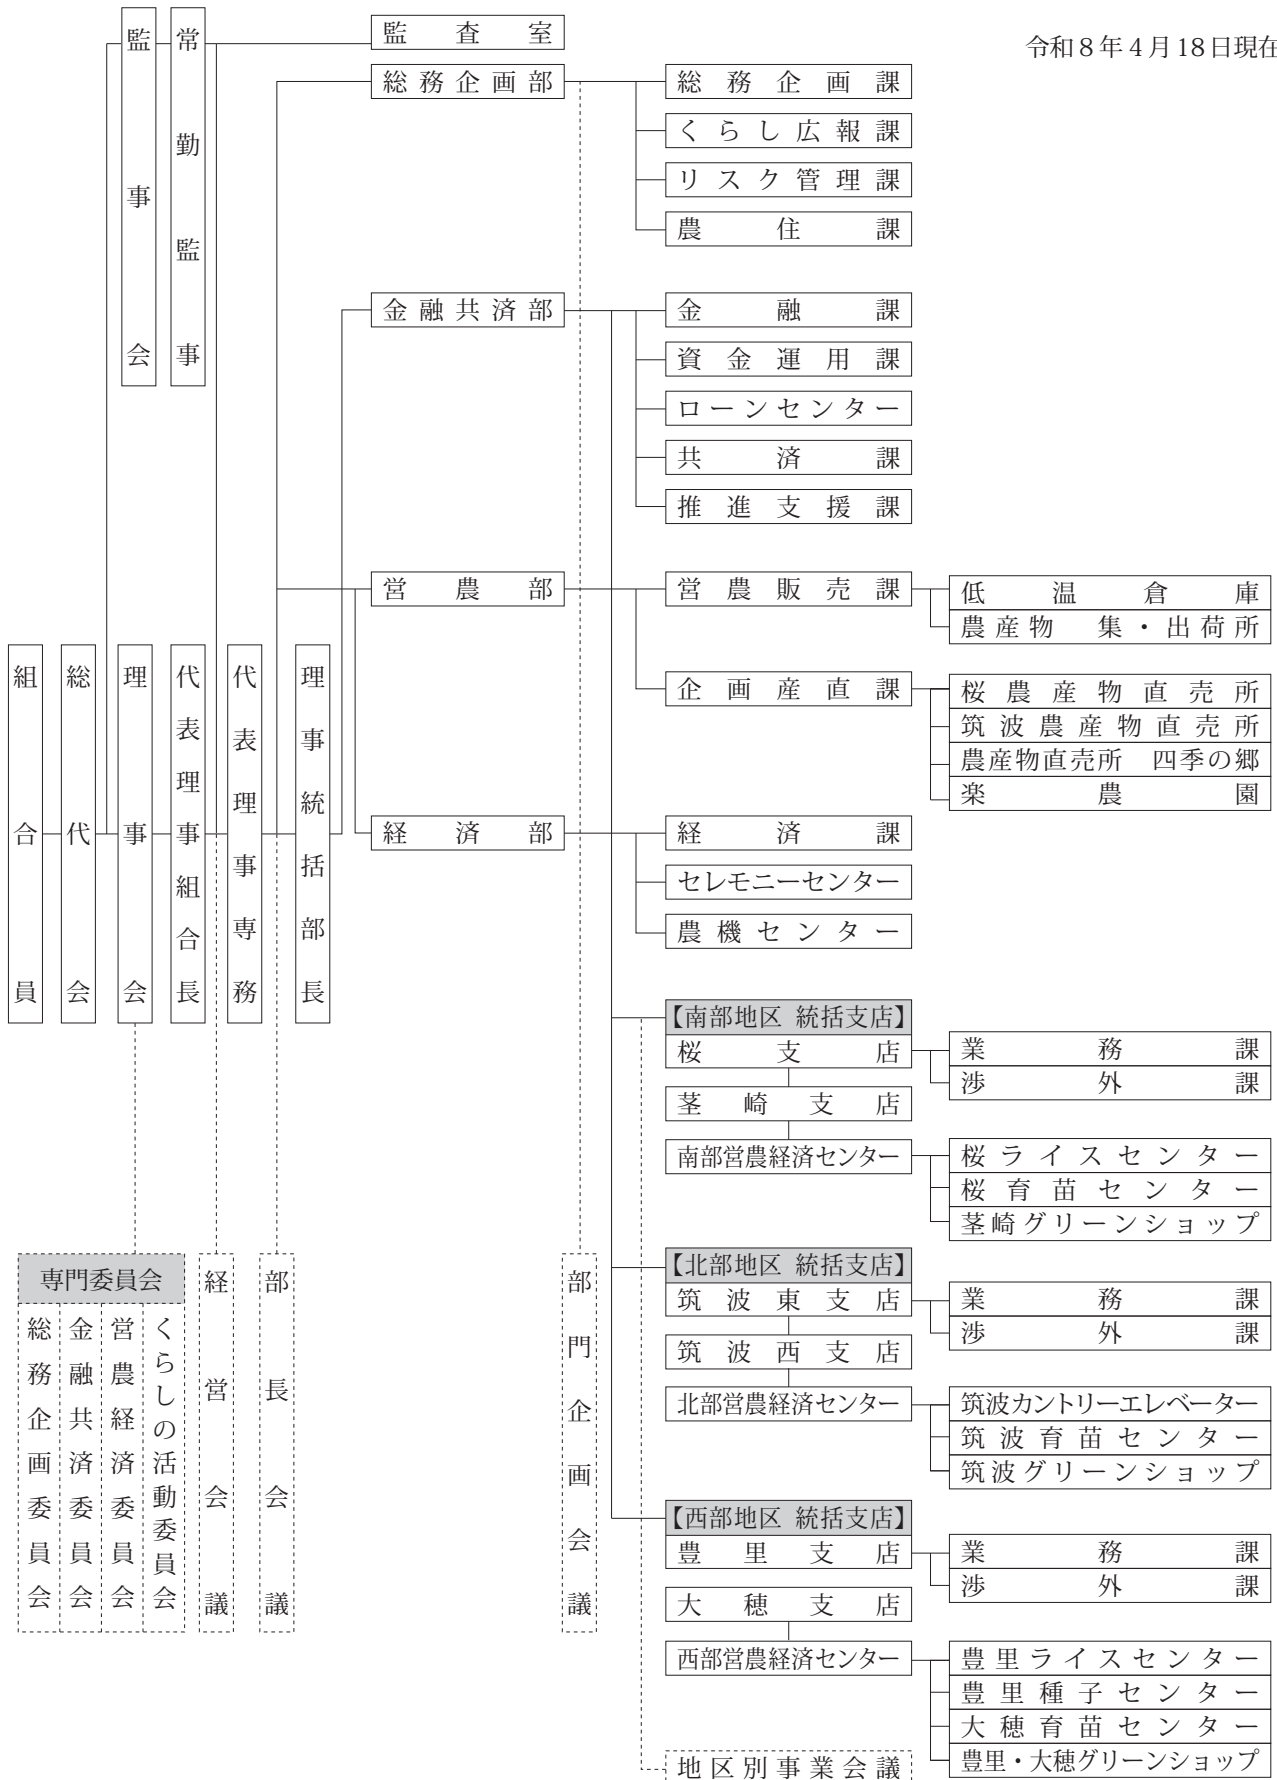 令和8年4月18日現在
監事会
常勤監事
監査室
総務企画部
総務企画課
くらし広報課
リスク管理課
農住課
金融共済部
金融課
資金運用課
ローンセンター
共済課
推進支援課
営農部
営農販売課
低温倉庫
農産物 集・出荷所
企画産直課
桜農産物直売所
筑波農産物直売所
農産物直売所 四季の郷
楽農園
組合員
総代会
理事会
代表理事組合長
代表理事専務
理事統括部長
経済部
経済課
セレモニーセンター
農機センター
【南部地区 統括支店】
桜支店
業務課
渉外課
茎崎支店
南部営農経済センター
桜ライスセンター
桜育苗センター
茎崎グリーンショップ
【北部地区 統括支店】
筑波東支店
業務課
渉外課
筑波西支店
北部営農経済センター
筑波カントリーエレベーター
筑波育苗センター
筑波グリーンショップ
【西部地区 統括支店】
豊里支店
業務課
渉外課
大穂支店
西部営農経済センター
豊里ライスセンター
豊里種子センター
大穂育苗センター
豊里・大穂グリーンショップ
地区別事業会議
専門委員会
総務企画委員会
金融共済委員会
営農経済委員会
くらしの活動委員会
経営会議
部長会議
部門企画会議